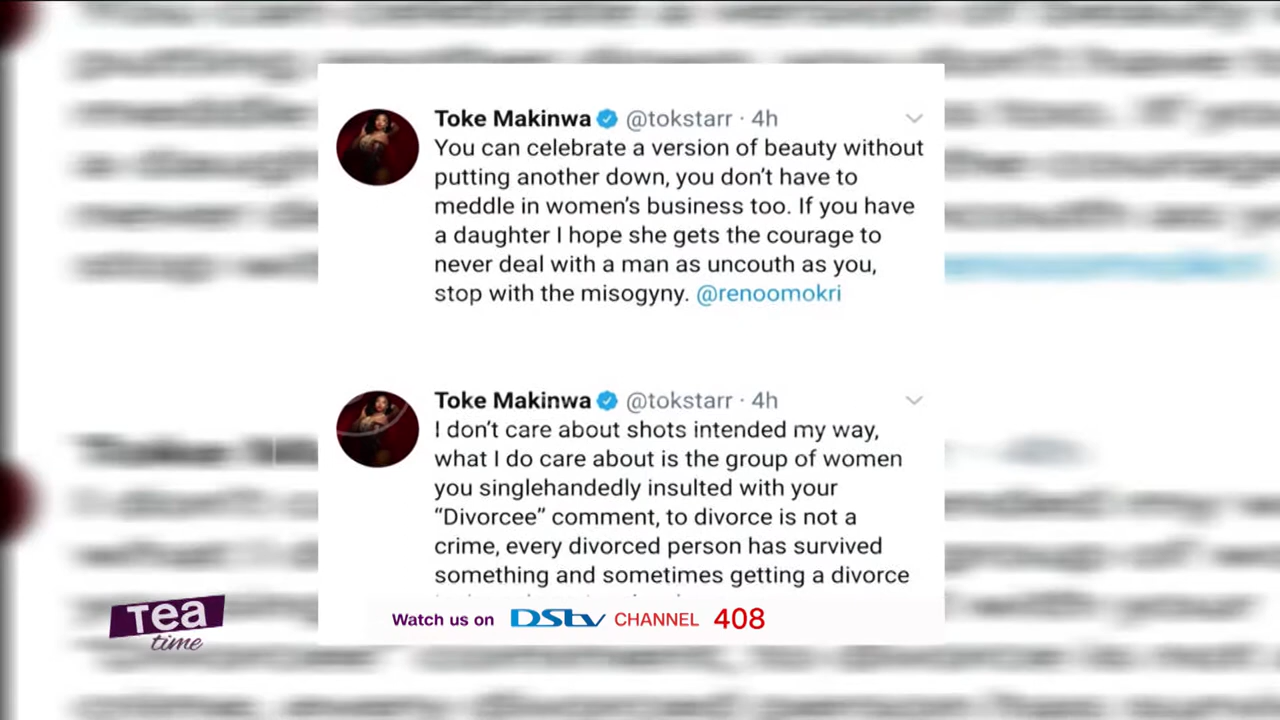 Toke Makinwa @tokstarr · 4h
You can celebrate a version of beauty without
putting another down, you don't have to
meddle in women's business too. If you have
a daughter I hope she gets the courage to
never deal with a man as uncouth as you,
stop with the misogyny. @renoomokri
Toke Makinwa @tokstarr · 4h
I don't care about shots intended my way,
what I do care about is the group of women
you singlehandedly insulted with your
"Divorcee" comment, to divorce is not a
crime, every divorced person has survived
something and sometimes getting a divorce
Watch us on DStv CHANNEL 408
Tea
time